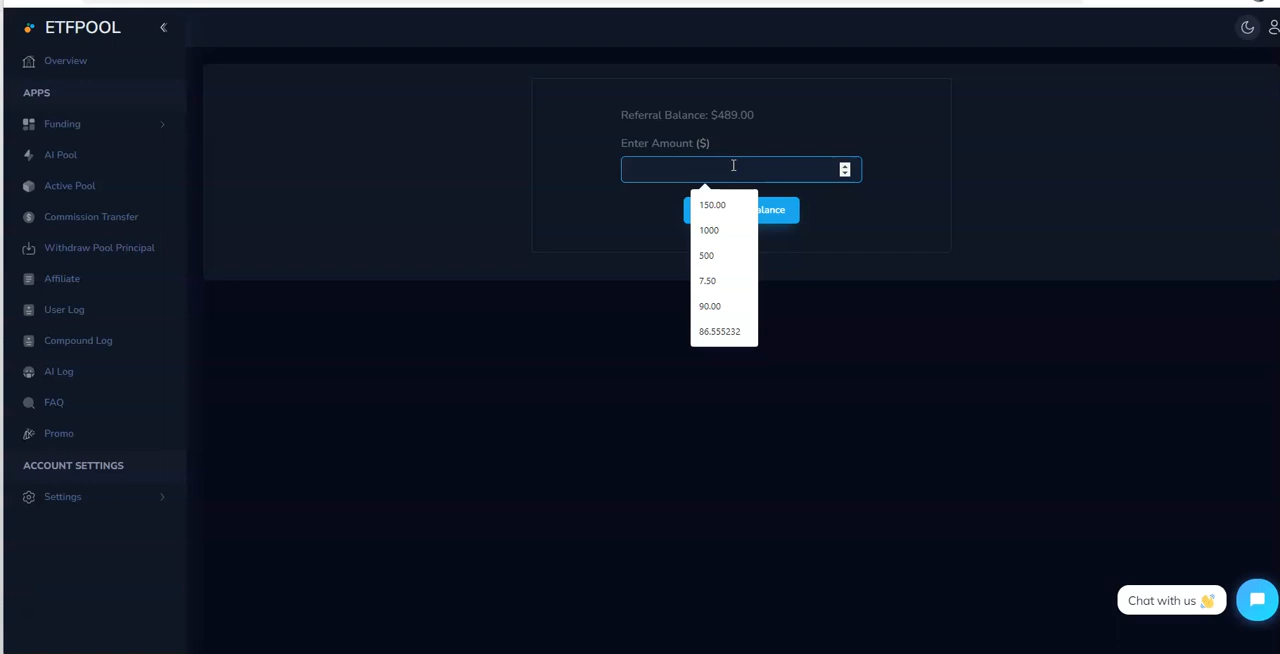 ETFPOOL
Overview
APPS
Funding
AI Pool
Active Pool
Commission Transfer
Withdraw Pool Principal
Affiliate
User Log
Compound Log
AI Log
FAQ
Promo
ACCOUNT SETTINGS
Settings
Referral Balance: $489.00
Enter Amount ($)
150.00
1000
500
7.50
90.00
86.555232
Chat with us 👋